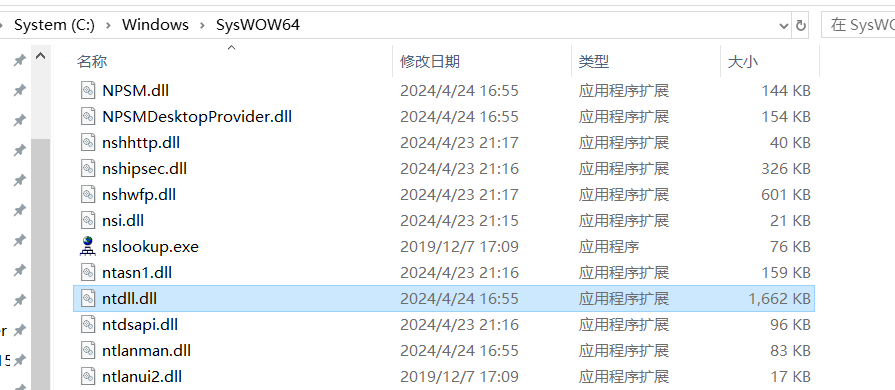 System (C:) › Windows › SysWOW64 在 SysWO
名称 修改日期 类型 大小
NPSM.dll 2024/4/24 16:55 应用程序扩展 144 KB
NPSMDesktopProvider.dll 2024/4/24 16:55 应用程序扩展 154 KB
nshhttp.dll 2024/4/23 21:17 应用程序扩展 40 KB
nshipsec.dll 2024/4/23 21:16 应用程序扩展 326 KB
nshwfp.dll 2024/4/23 21:17 应用程序扩展 601 KB
nsi.dll 2024/4/23 21:15 应用程序扩展 21 KB
nslookup.exe 2019/12/7 17:09 应用程序 76 KB
ntasn1.dll 2024/4/23 21:16 应用程序扩展 159 KB
ntdll.dll 2024/4/24 16:55 应用程序扩展 1,662 KB
ntdsapi.dll 2024/4/23 21:16 应用程序扩展 96 KB
er ntlanman.dll 2024/4/24 16:55 应用程序扩展 83 KB
ntlanui2.dll 2019/12/7 17:09 应用程序扩展 17 KB